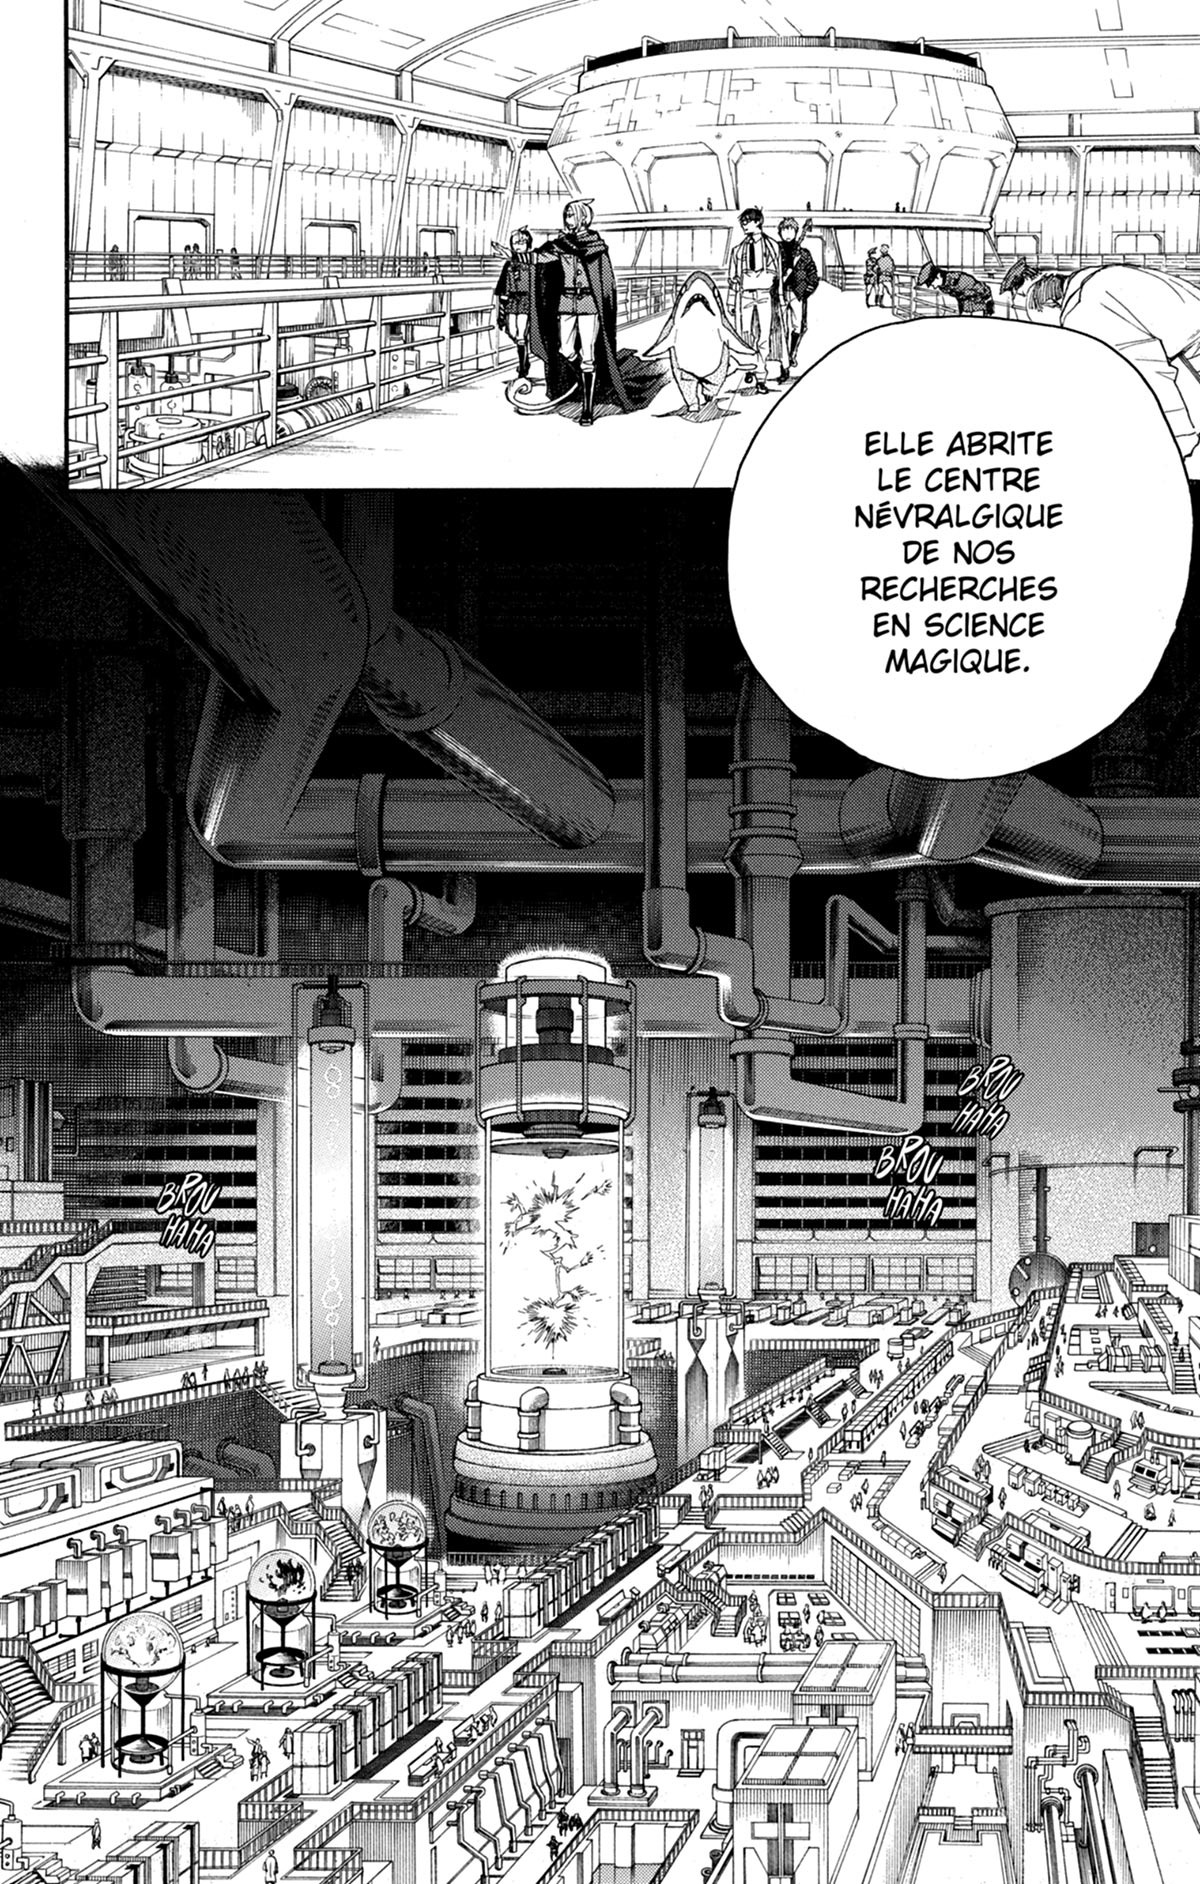 ELLE ABRITE
LE CENTRE
NÉVRALGIQUE
DE NOS
RECHERCHES
EN SCIENCE
MAGIQUE.
BROU
HAHA
BROU
HAHA
BROU
HAHA